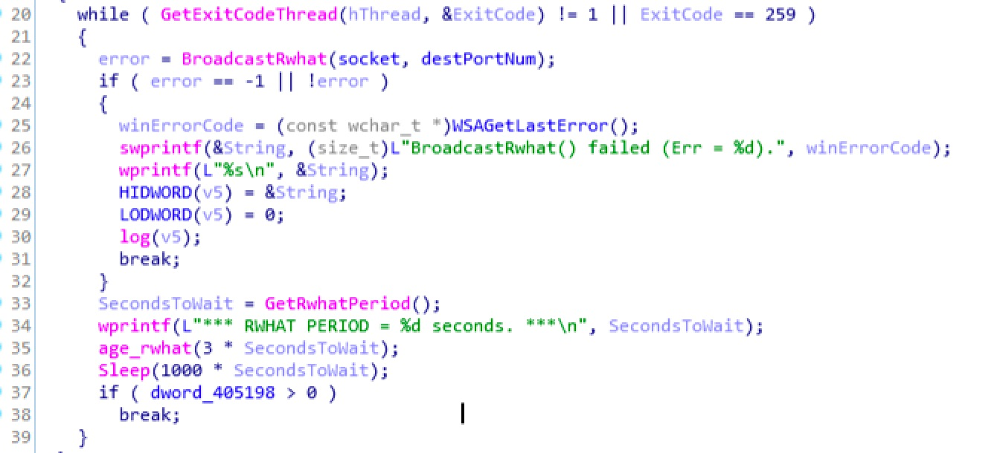 20 while ( GetExitCodeThread(hThread, &ExitCode) != 1 || ExitCode == 259 )
21 {
22 error = BroadcastRwhat(socket, destPortNum);
23 if ( error == -1 || !error )
24 {
25 winErrorCode = (const wchar_t *)WSAGetLastError();
26 swprintf(&String, (size_t)L"BroadcastRwhat() failed (Err = %d).", winErrorCode);
27 wprintf(L"%s\n", &String);
28 HIDWORD(v5) = &String;
29 LODWORD(v5) = 0;
30 log(v5);
31 break;
32 }
33 SecondsToWait = GetRwhatPeriod();
34 wprintf(L"*** RWHAT PERIOD = %d seconds. ***\n", SecondsToWait);
35 age_rwhat(3 * SecondsToWait);
36 Sleep(1000 * SecondsToWait);
37 if ( dword_405198 > 0 )
38 break;
39 }